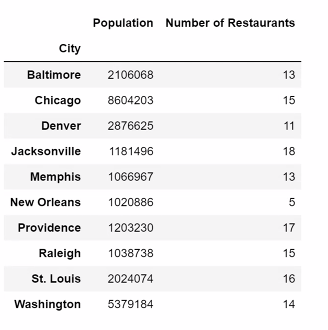 Population Number of Restaurants
City
Baltimore 2106068 13
Chicago 8604203 15
Denver 2876625 11
Jacksonville 1181496 18
Memphis 1066967 13
New Orleans 1020886 5
Providence 1203230 17
Raleigh 1038738 15
St. Louis 2024074 16
Washington 5379184 14